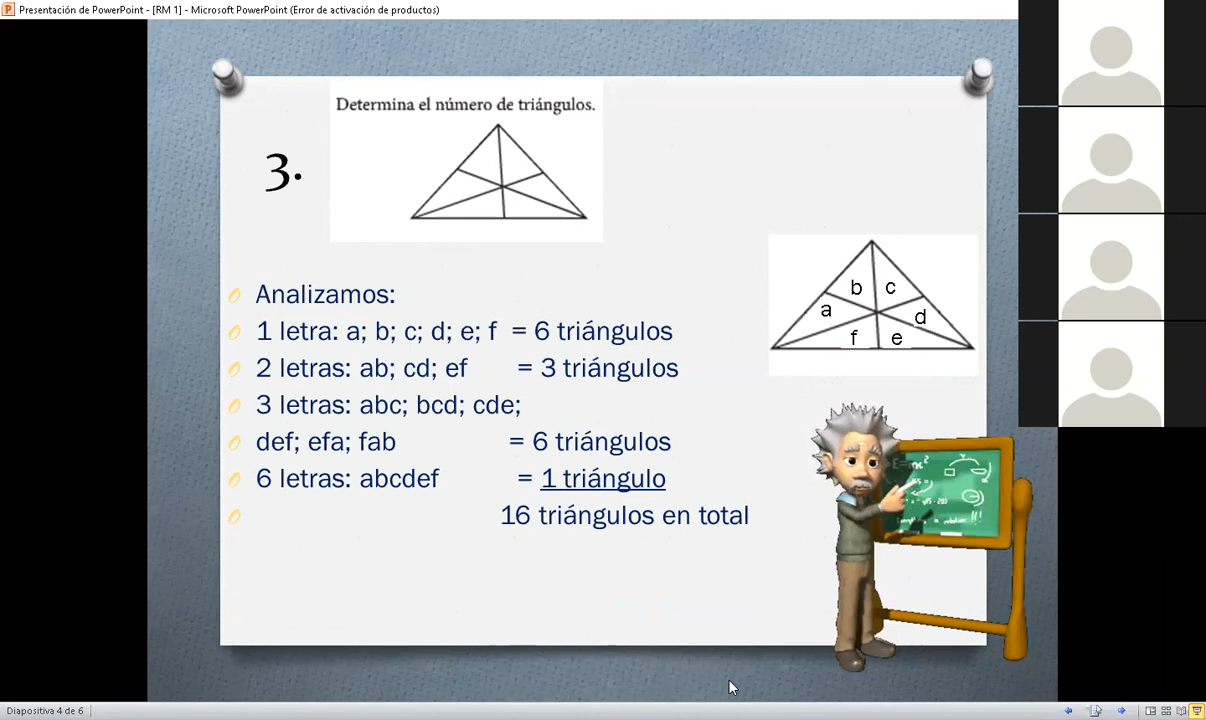 Presentación de PowerPoint - [RM 1] - Microsoft PowerPoint (Error de activación de productos)
Determina el número de triángulos.
3.
Analizamos:
1 letra: a; b; c; d; e; f = 6 triángulos
2 letras: ab; cd; ef = 3 triángulos
3 letras: abc; bcd; cde;
def; efa; fab = 6 triángulos
6 letras: abcdef = 1 triángulo
16 triángulos en total
b c
a d
f e
Diapositiva 4 de 6